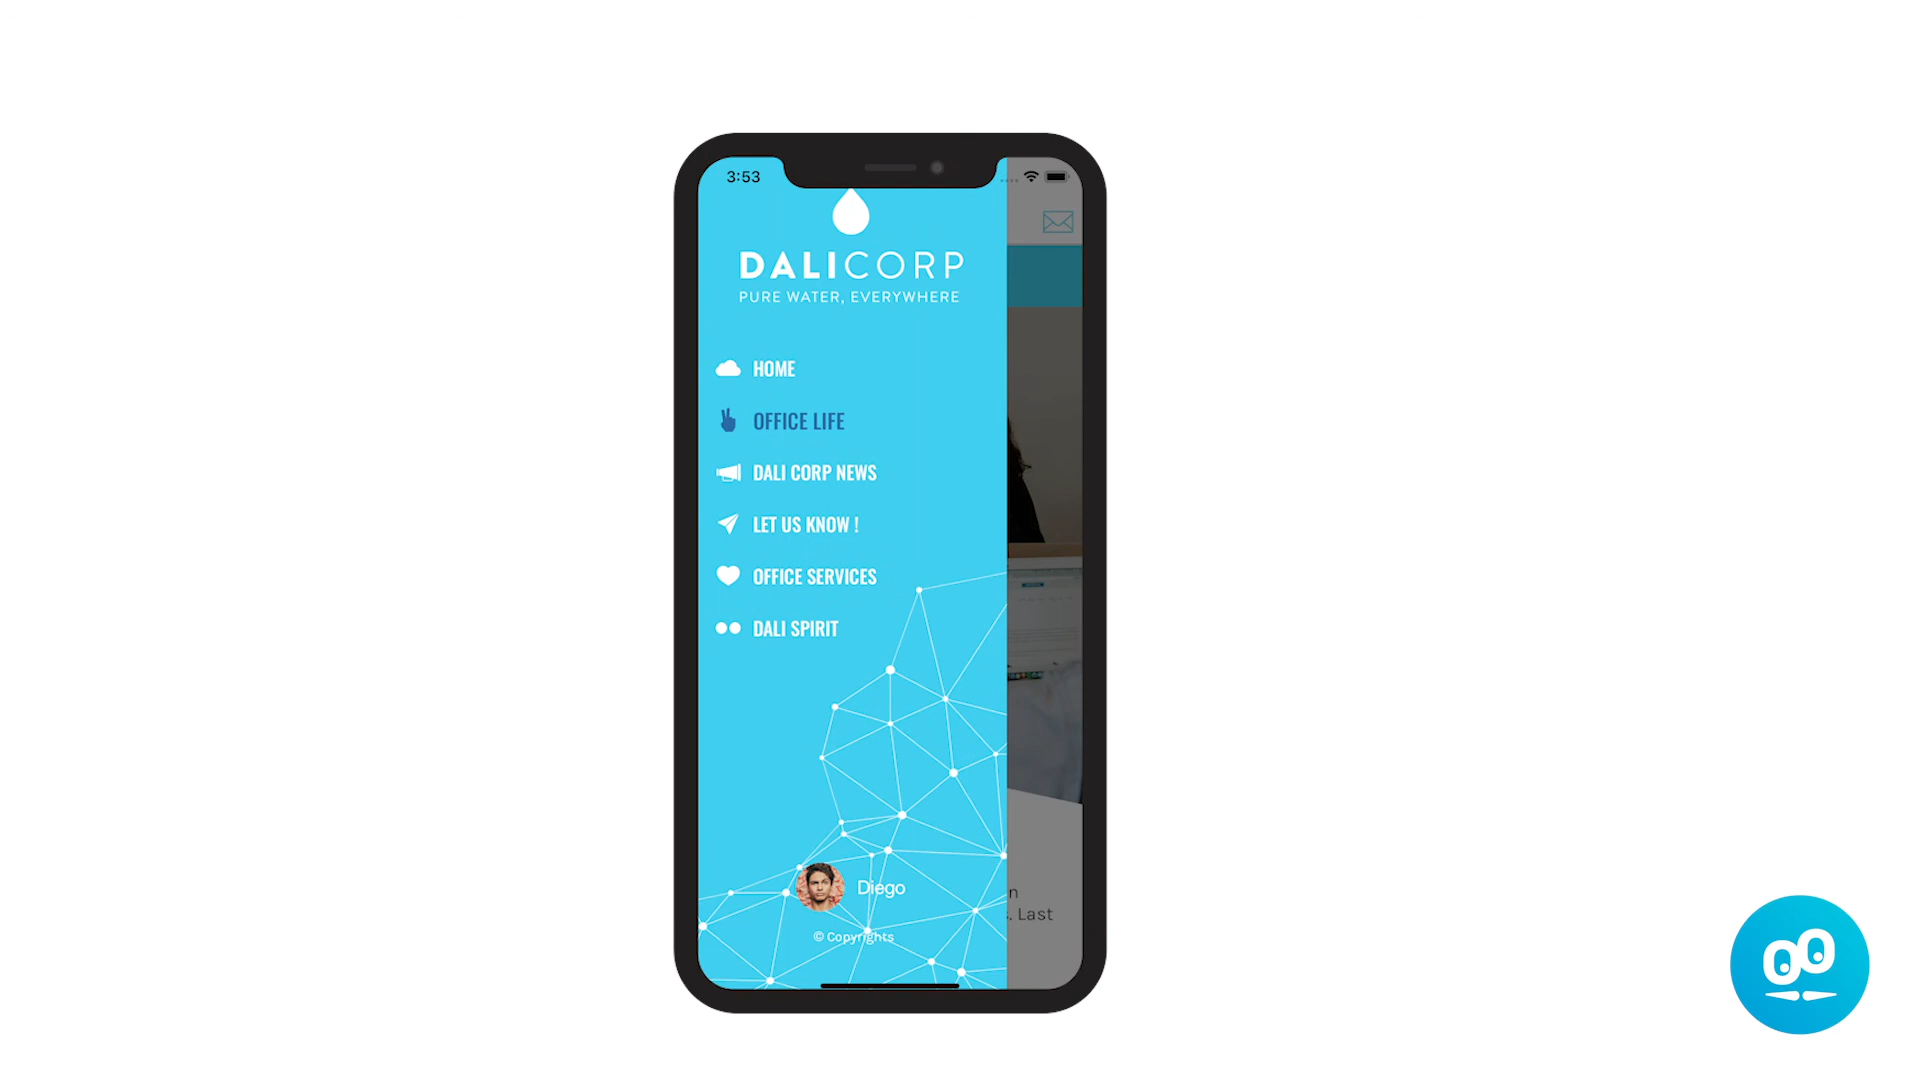 3:53
DALICORP
PURE WATER, EVERYWHERE
HOME
OFFICE LIFE
DALI CORP NEWS
LET US KNOW !
OFFICE SERVICES
DALI SPIRIT
Diego
n
. Last
© Copyrights